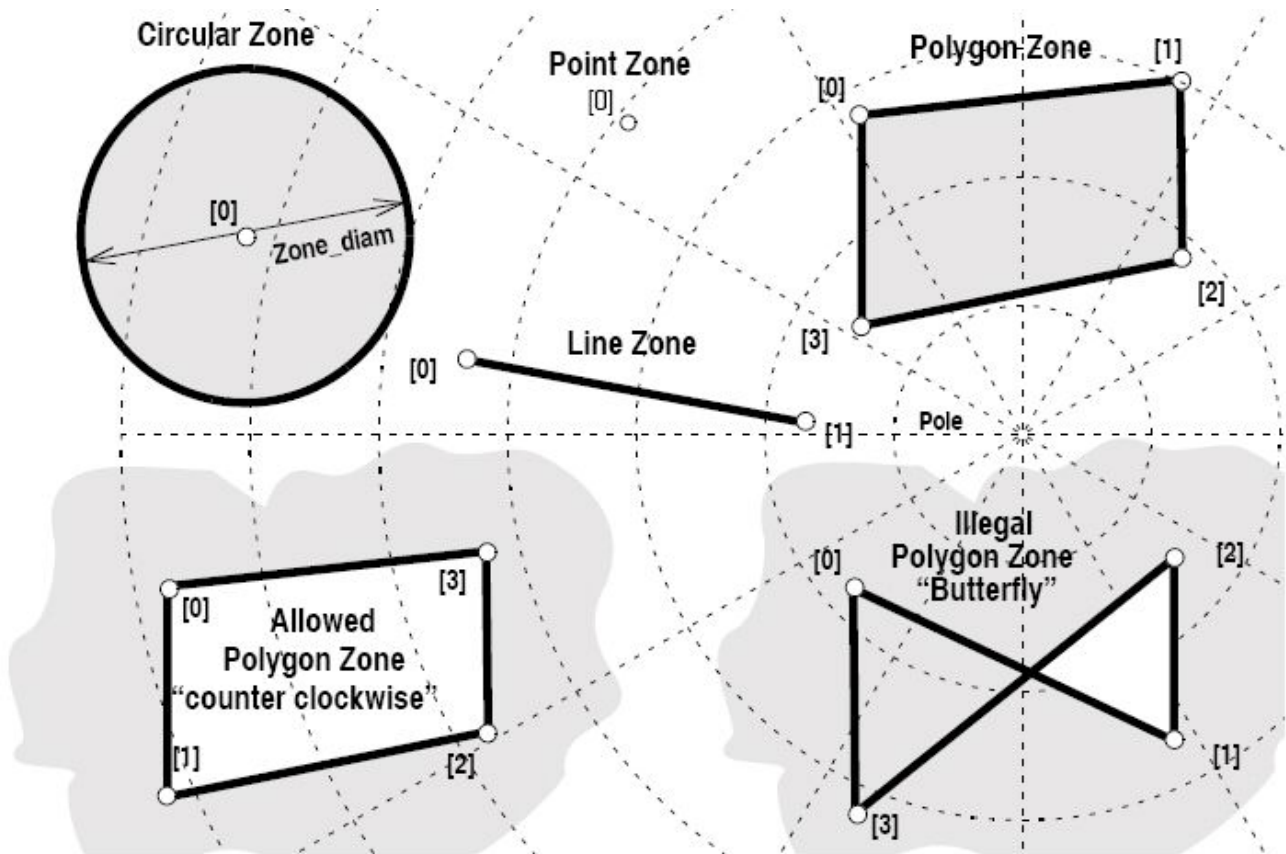 Circular Zone
[0]
Zone_diam
Point Zone
[0]
Polygon Zone
[0]
[1]
[2]
[3]
Line Zone
[0]
[1]
Pole
[0]
[3]
Allowed
Polygon Zone
“counter clockwise”
[1]
[2]
Illegal
Polygon Zone
“Butterfly”
[0]
[2]
[1]
[3]